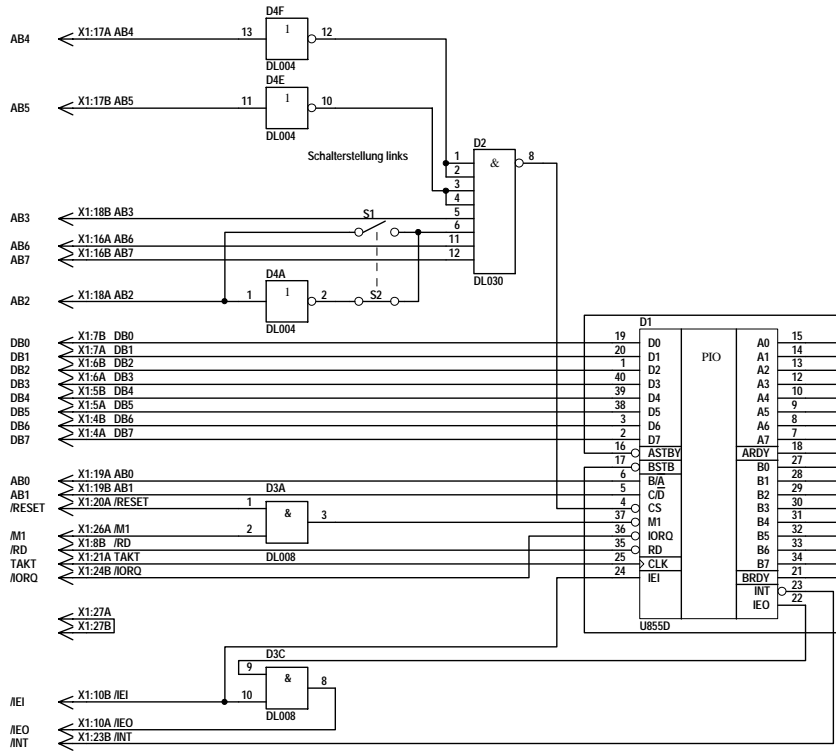 D4F
AB4 X1:17A AB4 13 1 12
DL004
D4E
AB5 X1:17B AB5 11 1 10
DL004
Schalterstellung links
D2
1 & 8
2
3
4
AB3 X1:18B AB3 S1 5
6
AB6 X1:16A AB6 11
AB7 X1:16B AB7 12
D4A DL030
AB2 X1:18A AB2 1 1 2 S2
DL004
D1
DB0 X1:7B DB0 19 D0 PIO A0 15
DB1 X1:7A DB1 20 D1 A1 14
DB2 X1:6B DB2 1 D2 A2 13
DB3 X1:6A DB3 40 D3 A3 12
DB4 X1:5B DB4 39 D4 A4 10
DB5 X1:5A DB5 38 D5 A5 9
DB6 X1:4B DB6 3 D6 A6 8
DB7 X1:4A DB7 2 D7 A7 7
16 ASTBY ARDY 18
17 BSTB B0 27
AB0 X1:19A AB0 6 B/A B1 28
AB1 X1:19B AB1 D3A 5 C/D B2 29
/RESET X1:20A /RESET 1 & 3 4 CS B3 30
37 M1 B4 31
/M1 X1:26A /M1 2 36 IORQ B5 32
/RD X1:8B /RD 35 RD B6 33
TAKT X1:21A TAKT DL008 25 CLK B7 34
/IORQ X1:24B /IORQ 24 IEI BRDY 21
INT 23
IEO 22
X1:27A
X1:27B
U855D
D3C
9 & 8
/IEI X1:10B /IEI 10
DL008
/IEO X1:10A /IEO
/INT X1:23B /INT